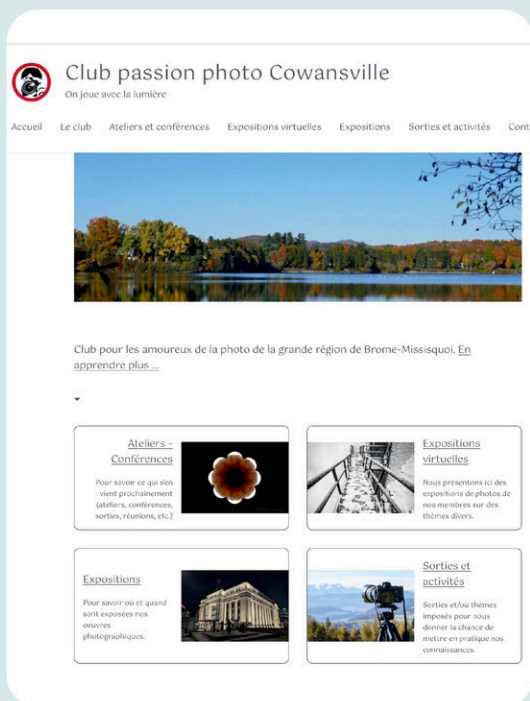 Club passion photo Cowansville
On joue avec la lumière
Accueil Le club Ateliers et conférences Expositions virtuelles Expositions Sorties et activités Cont
Club pour les amoureux de la photo de la grande région de Brome-Missisquoi. En
apprendre plus ...
Ateliers –
Conférences
Pour savoir ce qui s'en
vient prochainement
(ateliers, conférences,
sorties, réunions, etc.)
Expositions
virtuelles
Nous présentons ici des
expositions de photos de
nos membres sur des
thèmes divers.
Expositions
Pour savoir où et quand
sont exposées nos
oeuvres
photographiques.
Sorties et
activités
Sorties et/ou thèmes
imposés pour nous
donner la chance de
mettre en pratique nos
connaissances.